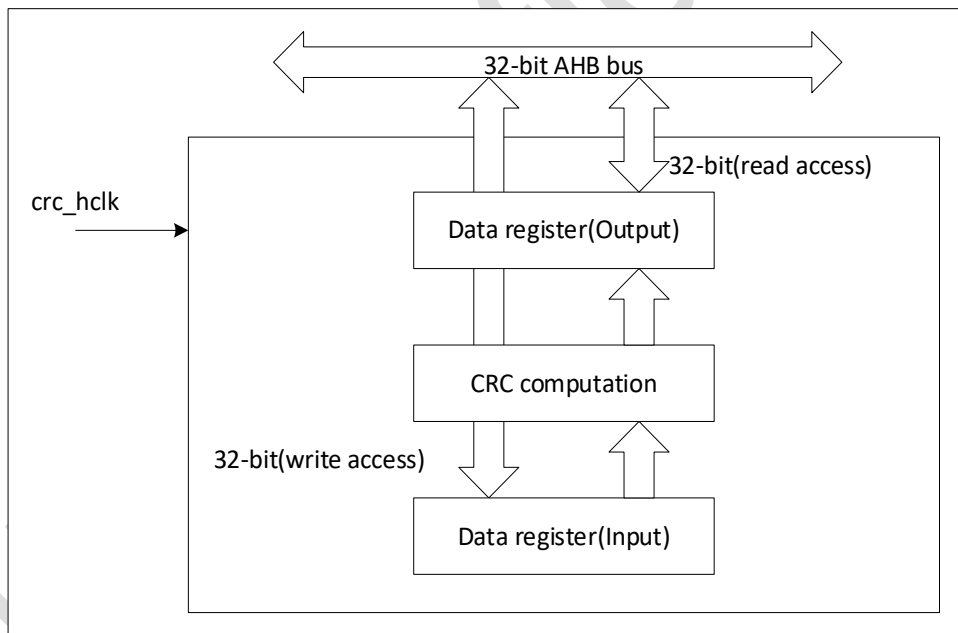 32-bit AHB bus
32-bit(read access)
crc_hclk
Data register(Output)
CRC computation
32-bit(write access)
Data register(Input)